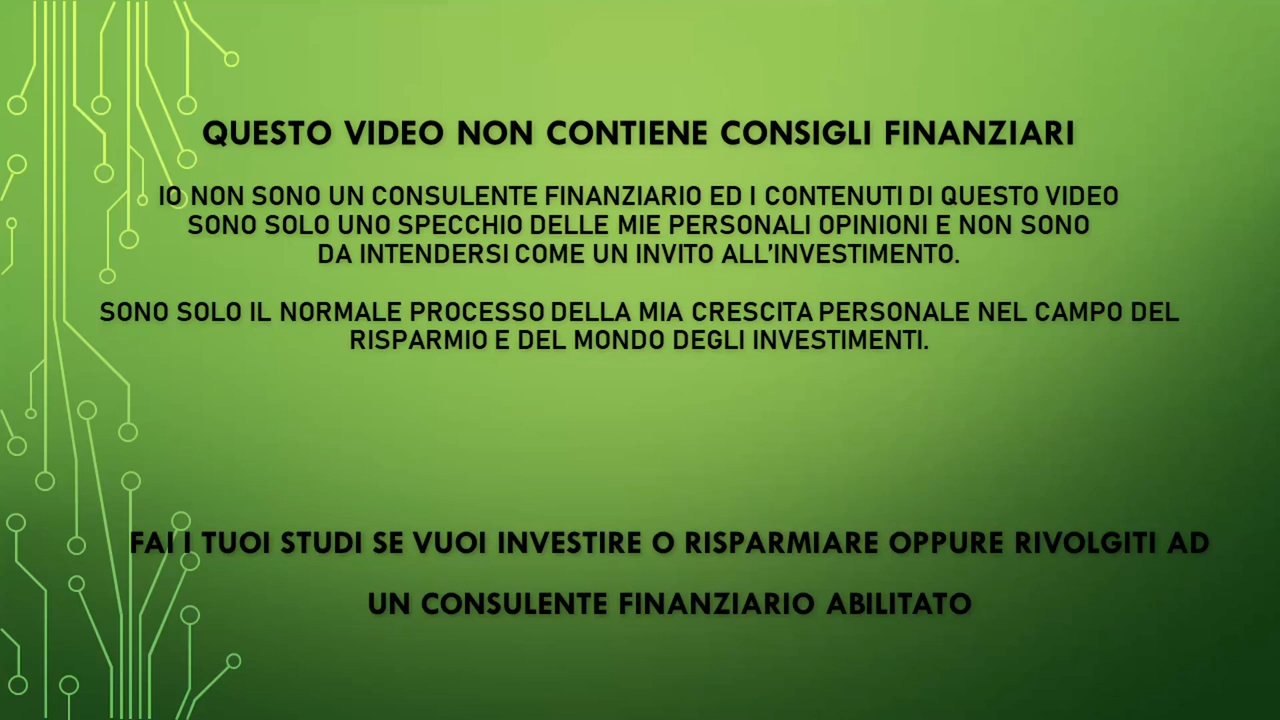 QUESTO VIDEO NON CONTIENE CONSIGLI FINANZIARI
IO NON SONO UN CONSULENTE FINANZIARIO ED I CONTENUTI DI QUESTO VIDEO
SONO SOLO UNO SPECCHIO DELLE MIE PERSONALI OPINIONI E NON SONO
DA INTENDERSI COME UN INVITO ALL'INVESTIMENTO.
SONO SOLO IL NORMALE PROCESSO DELLA MIA CRESCITA PERSONALE NEL CAMPO DEL
RISPARMIO E DEL MONDO DEGLI INVESTIMENTI.
FAI I TUOI STUDI SE VUOI INVESTIRE O RISPARMIARE OPPURE RIVOLGITI AD
UN CONSULENTE FINANZIARIO ABILITATO